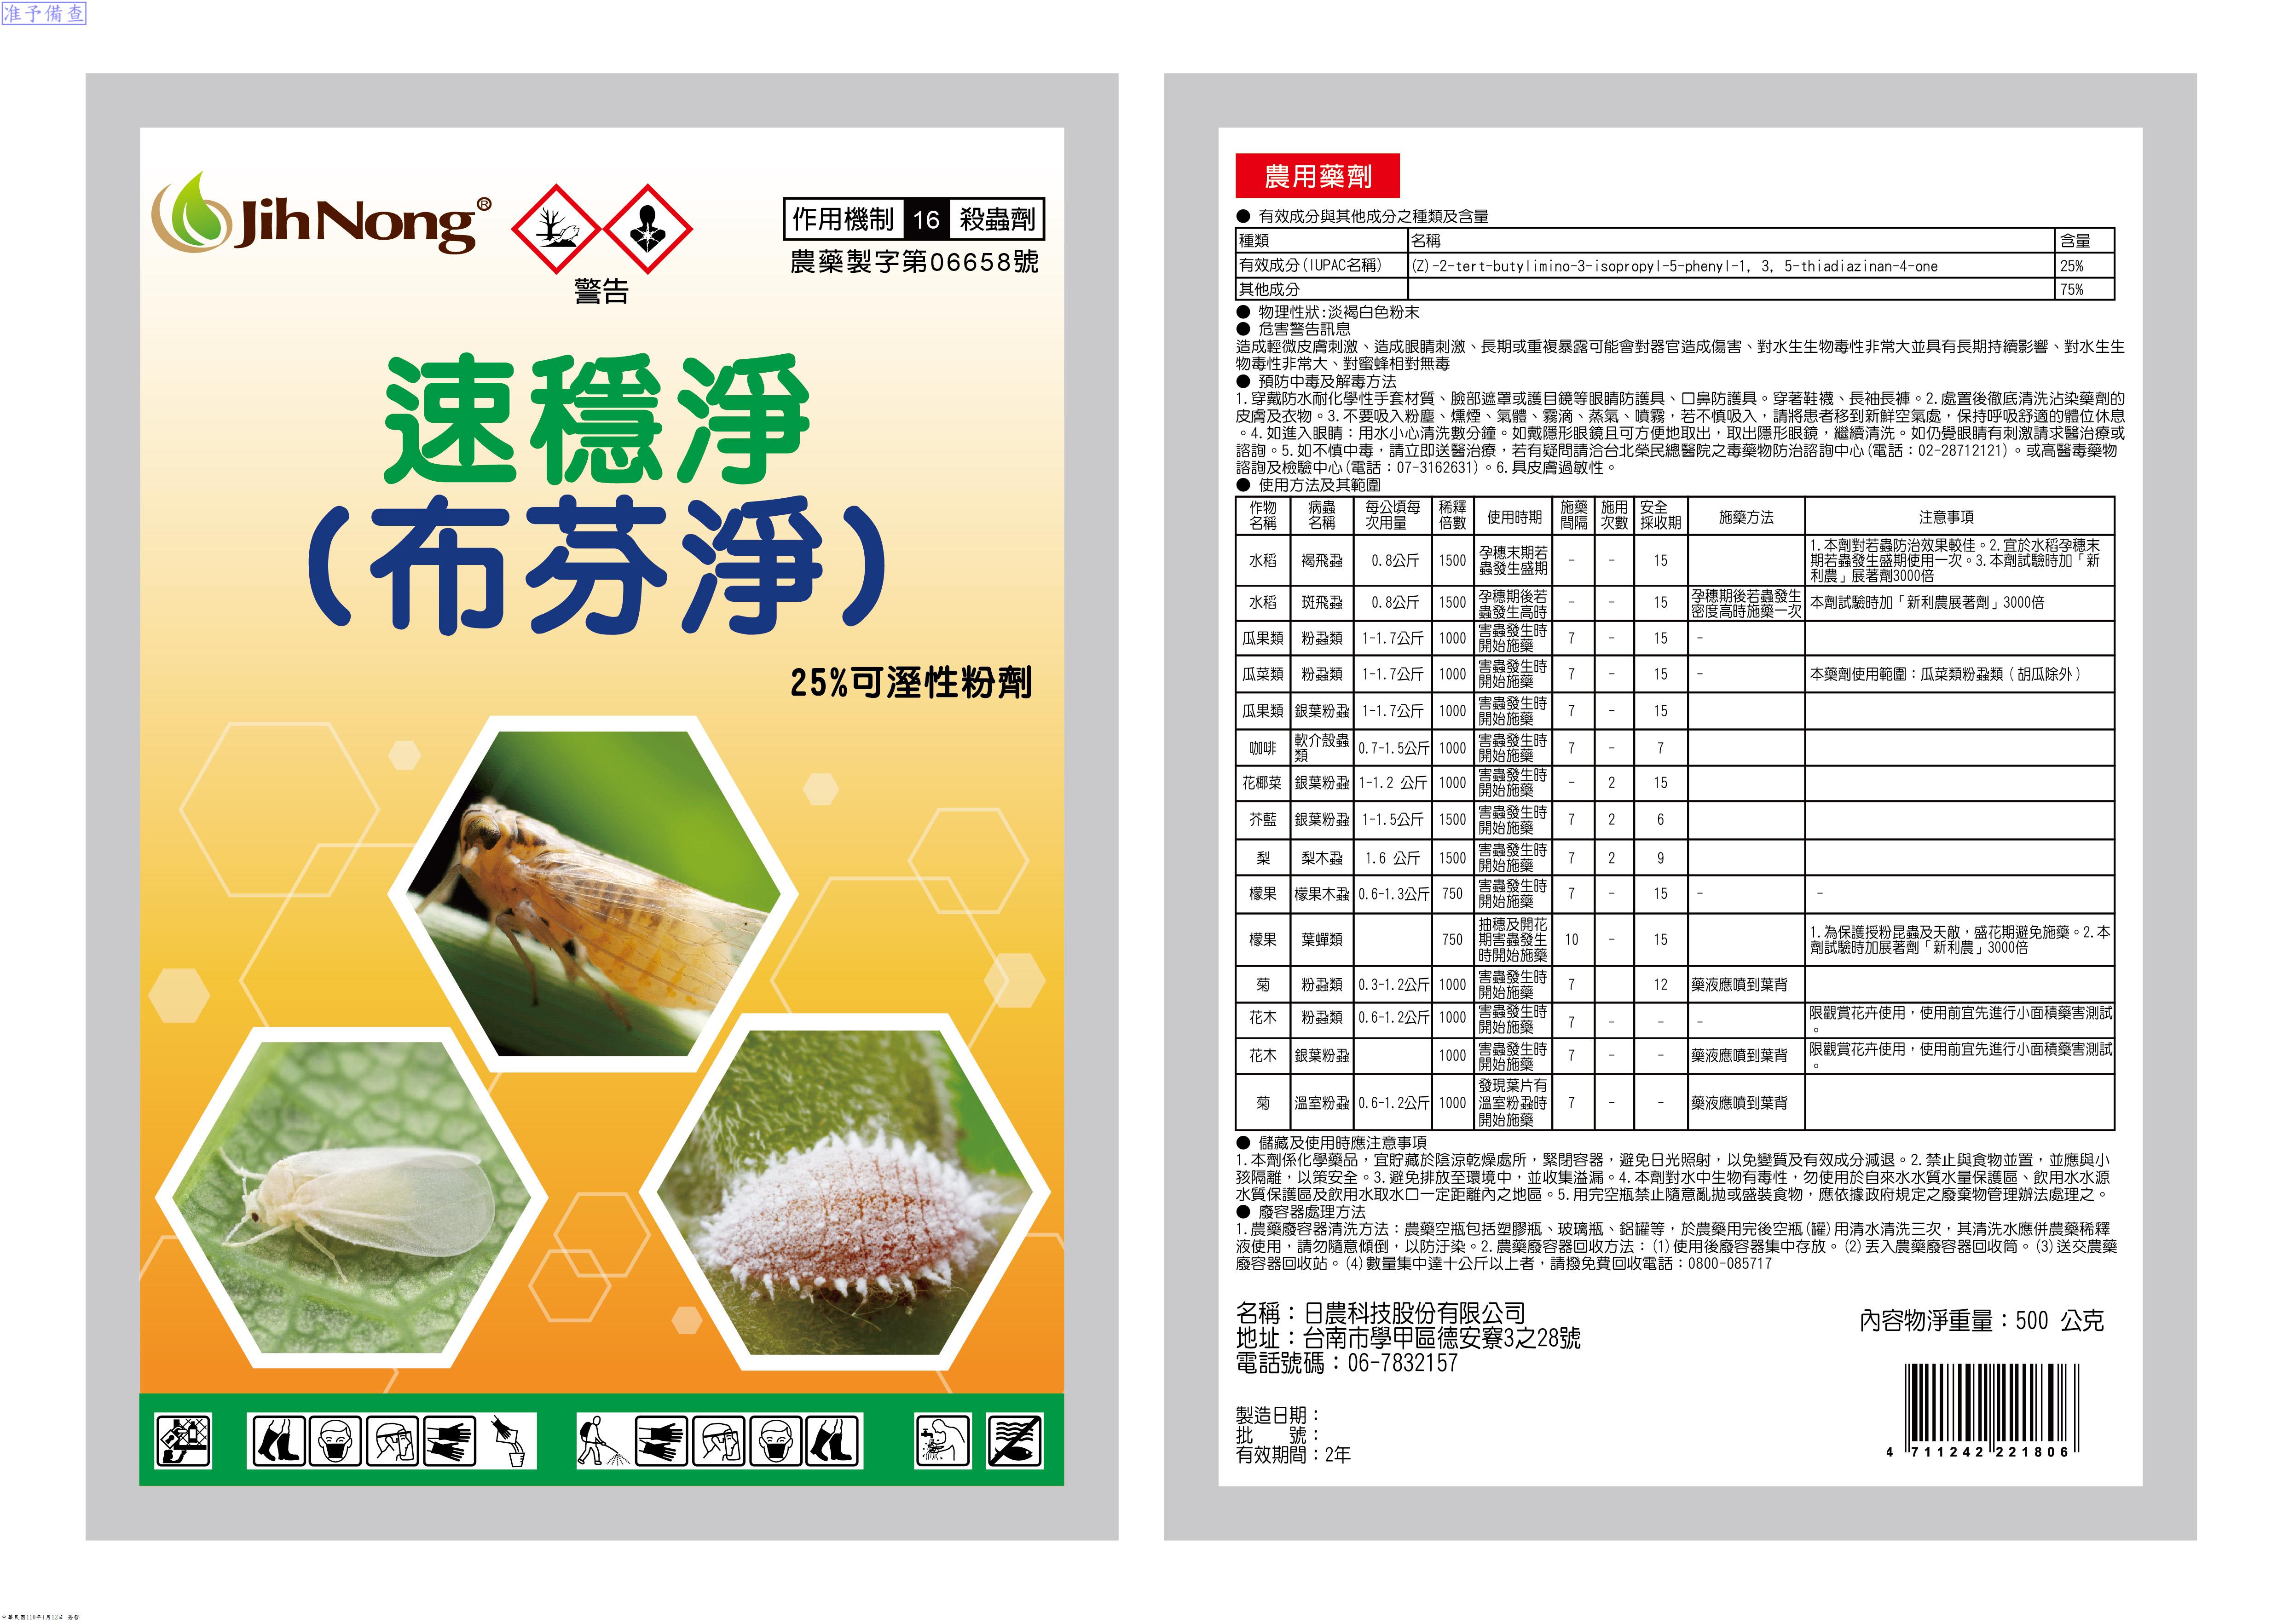 准予備查
JihNong®
作用機制 16 殺蟲劑
農藥製字第06658號
警告
速穩淨
(布芬淨)
25%可溼性粉劑
農用藥劑
● 有效成分與其他成分之種類及含量
種類 名稱 含量
有效成分(IUPAC名稱) (Z)-2-tert-butylimino-3-isopropyl-5-phenyl-1, 3, 5-thiadiazinan-4-one 25%
其他成分 75%
● 物理性狀:淡褐白色粉末
● 危害警告訊息
造成輕微皮膚刺激、造成眼睛刺激、長期或重複暴露可能會對器官造成傷害、對水生生物毒性非常大並具有長期持續影響、對水生生
物毒性非常大、對蜜蜂相對無毒
● 預防中毒及解毒方法
1.穿戴防水耐化學性手套材質、臉部遮罩或護目鏡等眼睛防護具、口鼻防護具。穿著鞋襪、長袖長褲。2.處置後徹底清洗沾染藥劑的
皮膚及衣物。3.不要吸入粉塵、燻煙、氣體、霧滴、蒸氣、噴霧，若不慎吸入，請將患者移到新鮮空氣處，保持呼吸舒適的體位休息
。4.如進入眼睛：用水小心清洗數分鐘。如戴隱形眼鏡且可方便地取出，取出隱形眼鏡，繼續清洗。如仍覺眼睛有刺激請求醫治療或
諮詢。5.如不慎中毒，請立即送醫治療，若有疑問請洽台北榮民總醫院之毒藥物防治諮詢中心(電話：02-28712121)。或高醫毒藥物
諮詢及檢驗中心(電話：07-3162631)。6.具皮膚過敏性。
● 使用方法及其範圍
作物名稱 病蟲名稱 每公頃每次用量 稀釋倍數 使用時期 施藥間隔 施用次數 安全採收期 施藥方法 注意事項
水稻 褐飛蝨 0.8公斤 1500 孕穗末期若蟲發生盛期 - - 15 1.本劑對若蟲防治效果較佳。2.宜於水稻孕穗末期若蟲發生盛期使用一次。3.本劑試驗時加「新利農」展著劑3000倍
水稻 斑飛蝨 0.8公斤 1500 孕穗期後若蟲發生高時 - - 15 孕穗期後若蟲發生密度高時施藥一次 本劑試驗時加「新利農展著劑」3000倍
瓜果類 粉蝨類 1-1.7公斤 1000 害蟲發生時開始施藥 7 - 15 -
瓜菜類 粉蝨類 1-1.7公斤 1000 害蟲發生時開始施藥 7 - 15 - 本藥劑使用範圍：瓜菜類粉蝨類（胡瓜除外）
瓜果類 銀葉粉蝨 1-1.7公斤 1000 害蟲發生時開始施藥 7 - 15
咖啡 軟介殼蟲類 0.7-1.5公斤 1000 害蟲發生時開始施藥 7 - 7
花椰菜 銀葉粉蝨 1-1.2 公斤 1000 害蟲發生時開始施藥 - 2 15
芥藍 銀葉粉蝨 1-1.5公斤 1500 害蟲發生時開始施藥 7 2 6
梨 梨木蝨 1.6 公斤 1500 害蟲發生時開始施藥 7 2 9
檬果 檬果木蝨 0.6-1.3公斤 750 害蟲發生時開始施藥 7 - 15 - -
檬果 葉蟬類 750 抽穗及開花期害蟲發生時開始施藥 10 - 15 1.為保護授粉昆蟲及天敵，盛花期避免施藥。2.本劑試驗時加展著劑「新利農」3000倍
菊 粉蝨類 0.3-1.2公斤 1000 害蟲發生時開始施藥 7 12 藥液應噴到葉背
花木 粉蝨類 0.6-1.2公斤 1000 害蟲發生時開始施藥 7 - - - 限觀賞花卉使用，使用前宜先進行小面積藥害測試。
花木 銀葉粉蝨 1000 害蟲發生時開始施藥 7 - - 藥液應噴到葉背 限觀賞花卉使用，使用前宜先進行小面積藥害測試。
菊 溫室粉蝨 0.6-1.2公斤 1000 發現葉片有溫室粉蝨時開始施藥 7 - - 藥液應噴到葉背
● 儲藏及使用時應注意事項
1.本劑係化學藥品，宜貯藏於陰涼乾燥處所，緊閉容器，避免日光照射，以免變質及有效成分減退。2.禁止與食物並置，並應與小
孩隔離，以策安全。3.避免排放至環境中，並收集溢漏。4.本劑對水中生物有毒性，勿使用於自來水水質水量保護區、飲用水水源
水質保護區及飲用水取水口一定距離內之地區。5.用完空瓶禁止隨意亂拋或盛裝食物，應依據政府規定之廢棄物管理辦法處理之。
● 廢容器處理方法
1.農藥廢容器清洗方法：農藥空瓶包括塑膠瓶、玻璃瓶、鋁罐等，於農藥用完後空瓶(罐)用清水清洗三次，其清洗水應併農藥稀釋
液使用，請勿隨意傾倒，以防汙染。2.農藥廢容器回收方法：(1)使用後廢容器集中存放。(2)丟入農藥廢容器回收筒。(3)送交農藥
廢容器回收站。(4)數量集中達十公斤以上者，請撥免費回收電話：0800-085717
名稱：日農科技股份有限公司
地址：台南市學甲區德安寮3之28號
電話號碼：06-7832157
內容物淨重量：500 公克
製造日期：
批　號：
有效期間：2年
4 711242 221806
中華民國110年1月12日 簽發